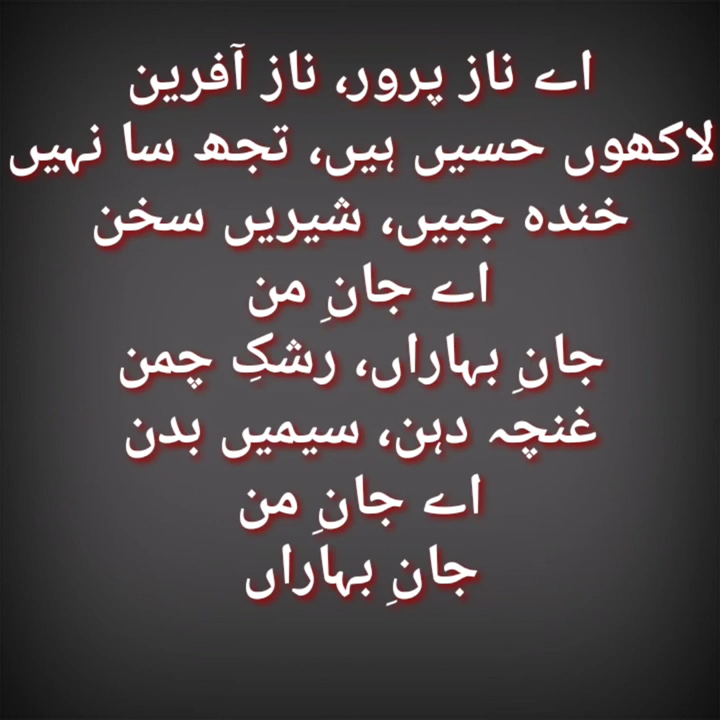 اے ناز پرور، ناز آفرین
لاکھوں حسیں ہیں، تجھ سا نہیں
خندہ جبیں، شیریں سخن
اے جانِ من
جانِ بہاراں، رشکِ چمن
غنچہ دہن، سیمیں بدن
اے جانِ من
جانِ بہاراں